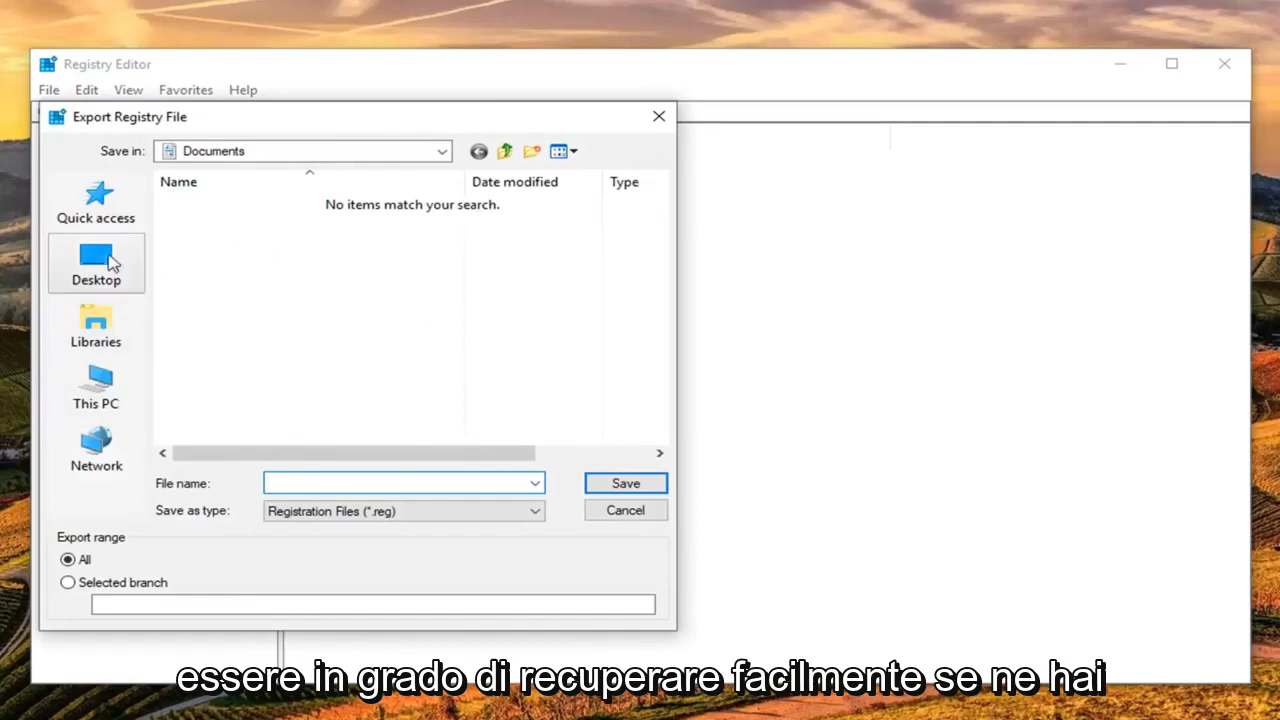 Registry Editor
File Edit View Favorites Help
Export Registry File
Save in: Documents
Name Date modified Type
No items match your search.
Quick access
Desktop
Libraries
This PC
Network
File name: Save
Save as type: Registration Files (*.reg) Cancel
Export range
All
Selected branch
essere in grado di recuperare facilmente se ne hai